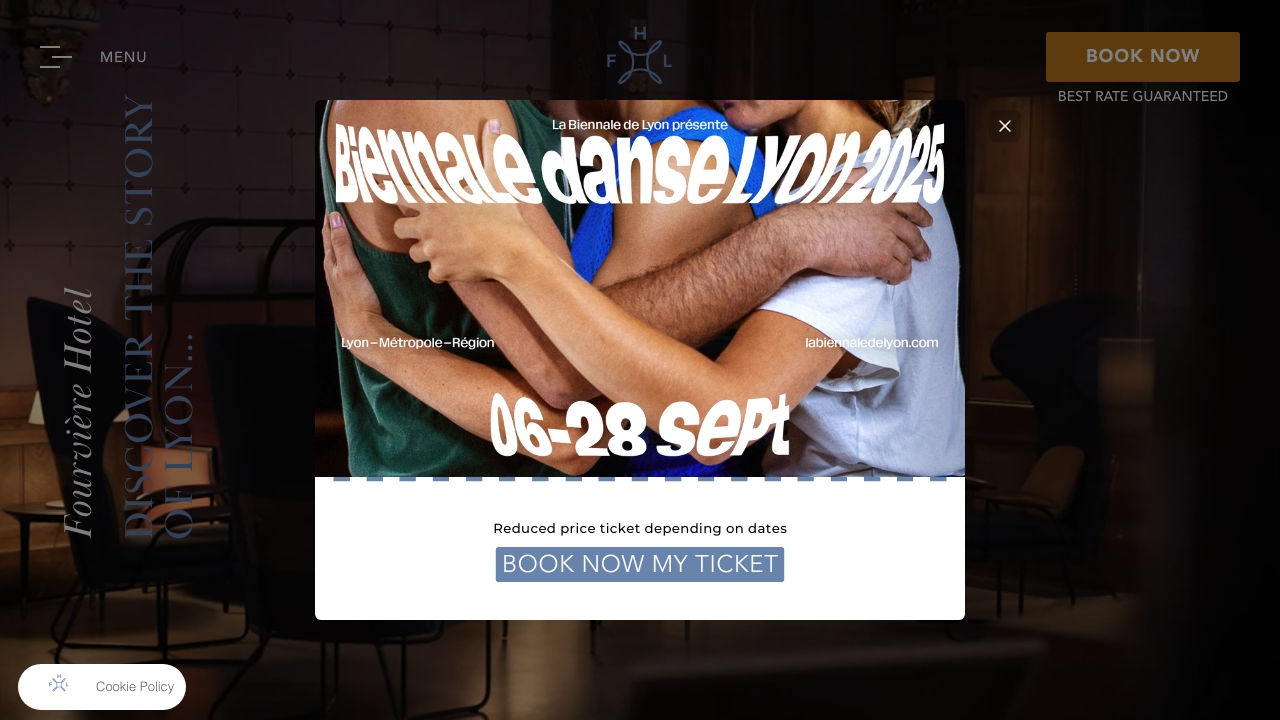 MENU
H
F L
BOOK NOW
BEST RATE GUARANTEED
Fourvière Hotel
DISCOVER THE STORY
OF LYON...
La Biennale de Lyon présente
Biennale danse Lyon 2025
Lyon–Métropole–Région
labiennaledelyon.com
06-28 sept
Reduced price ticket depending on dates
BOOK NOW MY TICKET
H
F L
Cookie Policy